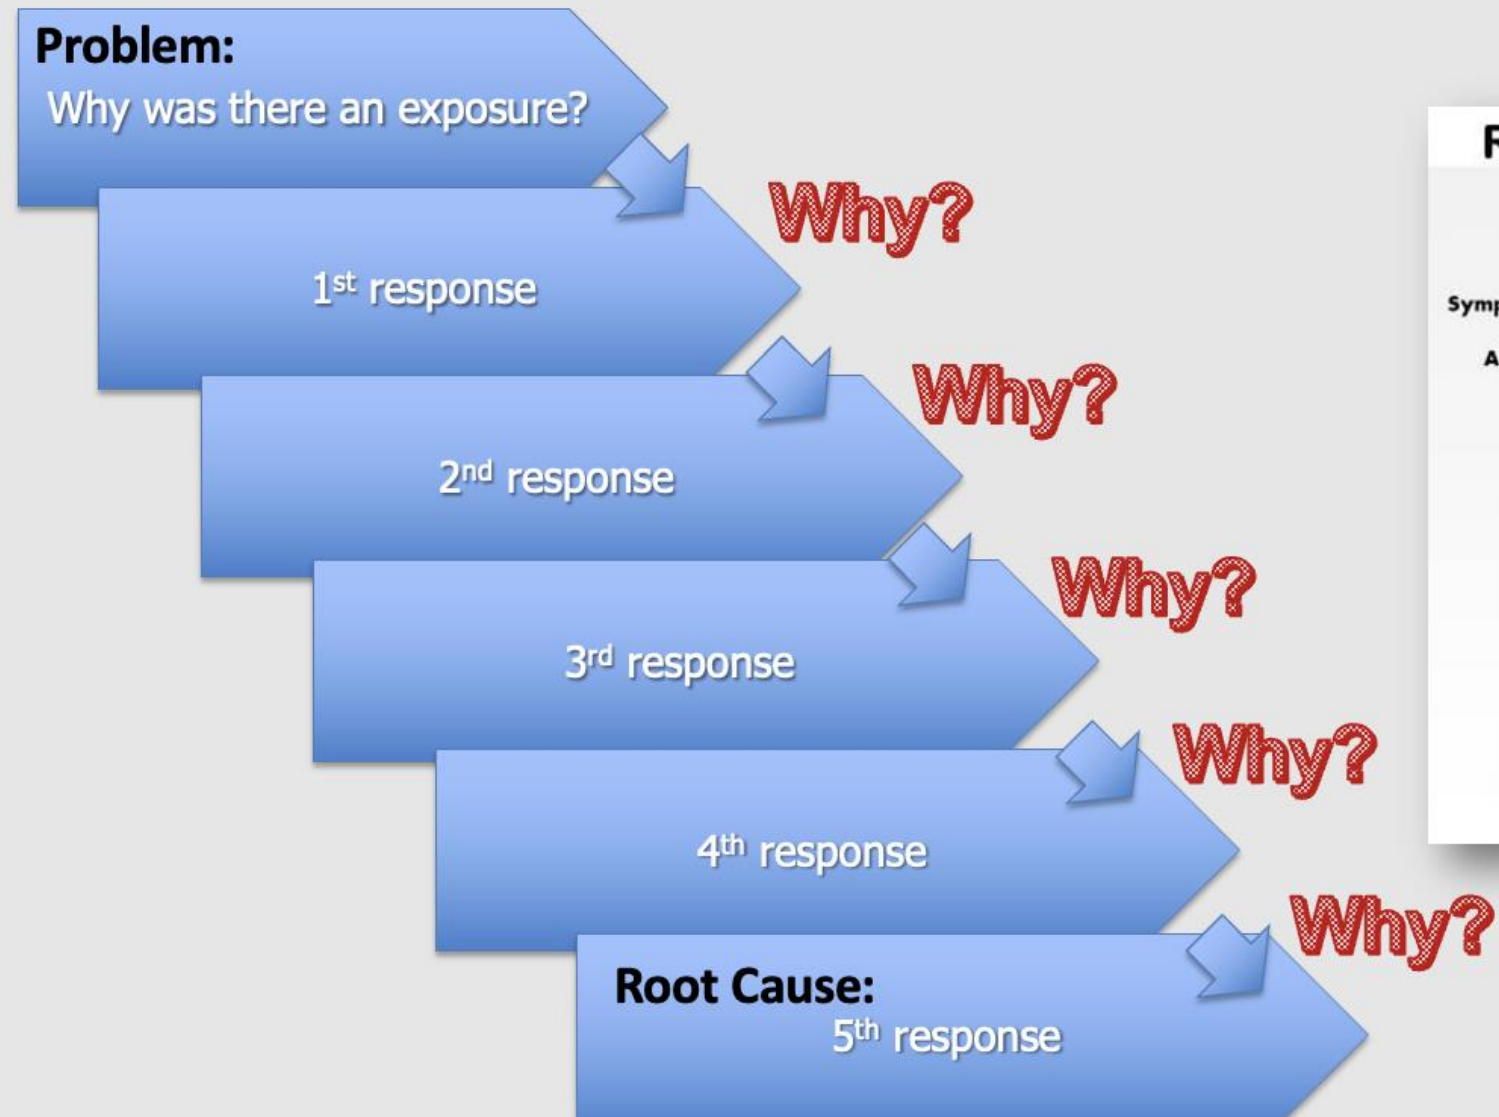 Problem:
Why was there an exposure?
Why?
1st response
Why?
2nd response
Why?
3rd response
Why?
4th response
Why?
Root Cause:
5th response